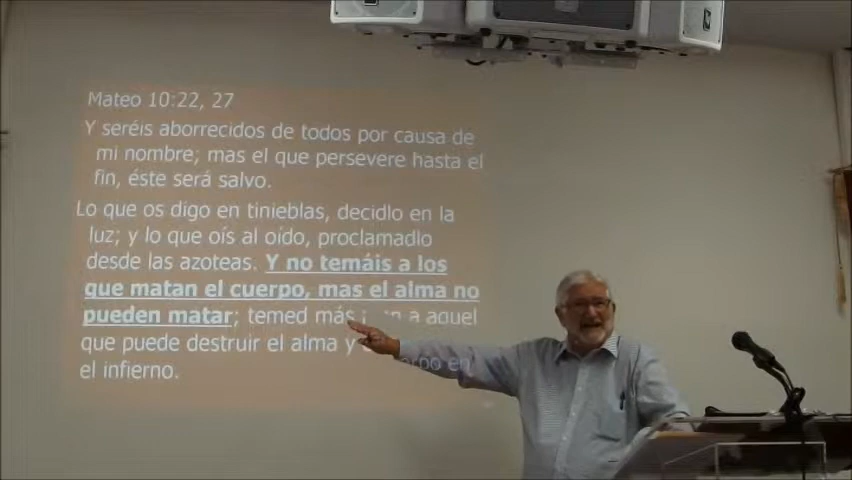 Mateo 10:22, 27
Y seréis aborrecidos de todos por causa de
mi nombre; mas el que persevere hasta el
fin, éste será salvo.
Lo que os digo en tinieblas, decidlo en la
luz; y lo que oís al oído, proclamadlo
desde las azoteas. Y no temáis a los
que matan el cuerpo, mas el alma no
pueden matar; temed más a aquel
que puede destruir el alma y en
el infierno.